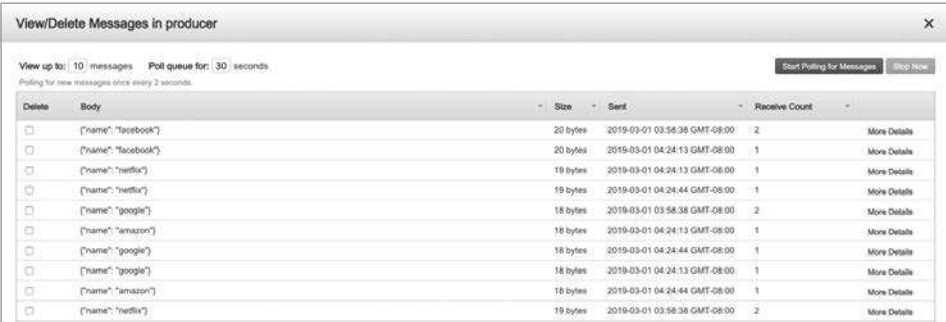 View/Delete Messages in producer ×
View up to: 10 messages Poll queue for: 30 seconds Start Polling for Messages Stop Now
Polling for new messages once every 2 seconds.
Delete Body Size Sent Receive Count
{"name": "facebook"} 20 bytes 2019-03-01 03:58:38 GMT-08:00 2 More Details
{"name": "facebook"} 20 bytes 2019-03-01 04:24:13 GMT-08:00 1 More Details
{"name": "netflix"} 19 bytes 2019-03-01 04:24:13 GMT-08:00 1 More Details
{"name": "netflix"} 19 bytes 2019-03-01 04:24:44 GMT-08:00 1 More Details
{"name": "google"} 18 bytes 2019-03-01 03:58:38 GMT-08:00 2 More Details
{"name": "amazon"} 18 bytes 2019-03-01 04:24:13 GMT-08:00 1 More Details
{"name": "google"} 18 bytes 2019-03-01 04:24:44 GMT-08:00 1 More Details
{"name": "google"} 18 bytes 2019-03-01 04:24:13 GMT-08:00 1 More Details
{"name": "amazon"} 18 bytes 2019-03-01 04:24:44 GMT-08:00 1 More Details
{"name": "netflix"} 19 bytes 2019-03-01 03:58:38 GMT-08:00 2 More Details